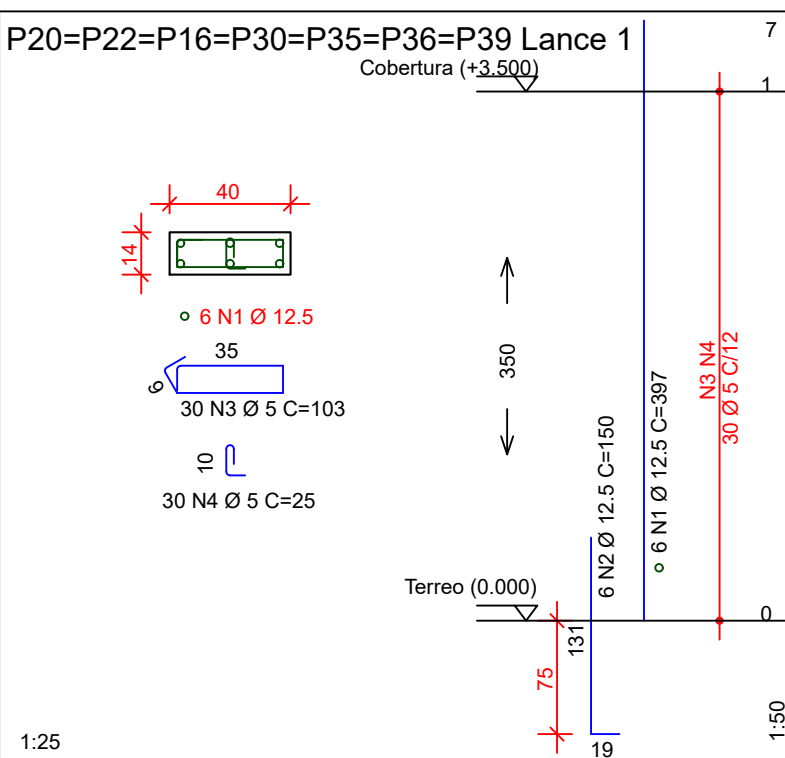 P20=P22=P16=P30=P35=P36=P39 Lance 1
7
Cobertura (+3.500)
1
40
14
6 N1 Ø 12.5
35
9
30 N3 Ø 5 C=103
10
30 N4 Ø 5 C=25
350
6 N2 Ø 12.5 C=150
6 N1 Ø 12.5 C=397
N3 N4
30 Ø 5 C/12
Terreo (0.000)
0
131
75
19
1:25
1:50